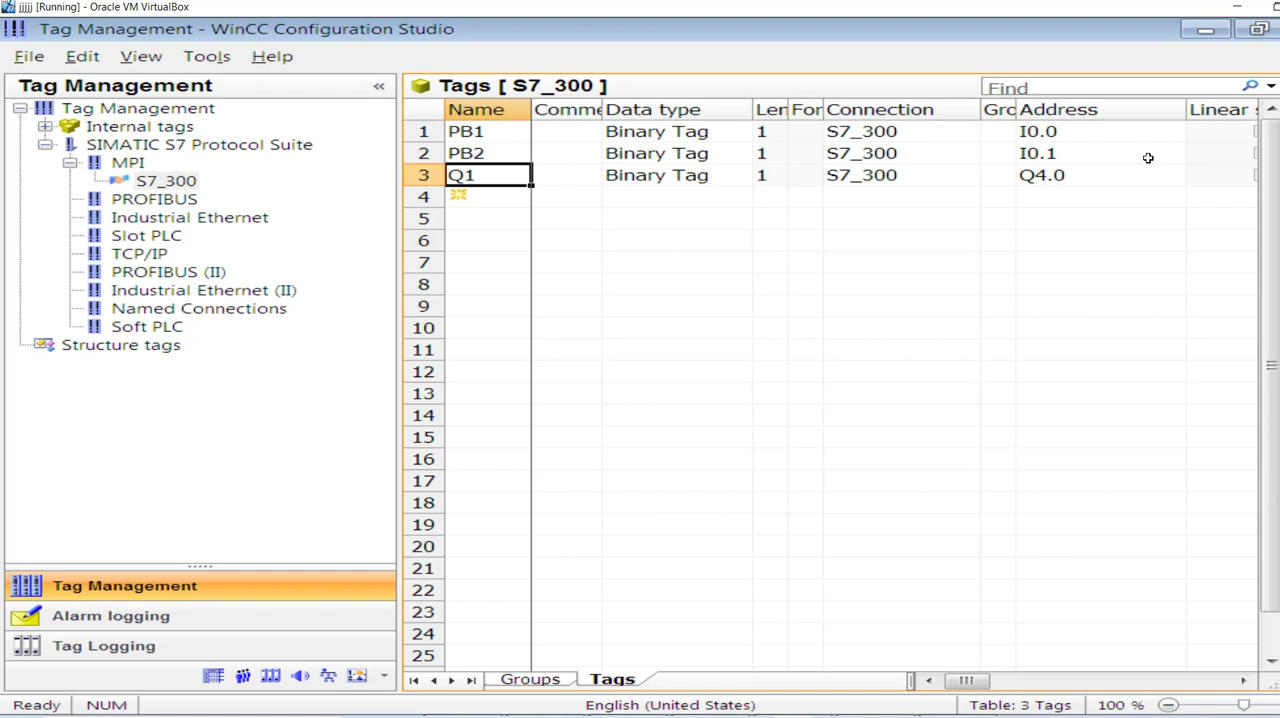 jjjjj [Running] - Oracle VM VirtualBox
Tag Management - WinCC Configuration Studio
File Edit View Tools Help
Tag Management «
Tags [ S7_300 ]
Find
Tag Management
Internal tags
SIMATIC S7 Protocol Suite
MPI
S7_300
PROFIBUS
Industrial Ethernet
Slot PLC
TCP/IP
PROFIBUS (II)
Industrial Ethernet (II)
Named Connections
Soft PLC
Structure tags
Name Comme Data type Len For Connection Gro Address Linear s
1 PB1 Binary Tag 1 S7_300 I0.0
2 PB2 Binary Tag 1 S7_300 I0.1
3 Q1 Binary Tag 1 S7_300 Q4.0
4
5
6
7
8
9
10
11
12
13
14
15
16
17
18
19
20
21
22
23
24
25
Tag Management
Alarm logging
Tag Logging
Groups Tags
Ready NUM English (United States) Table: 3 Tags 100 %